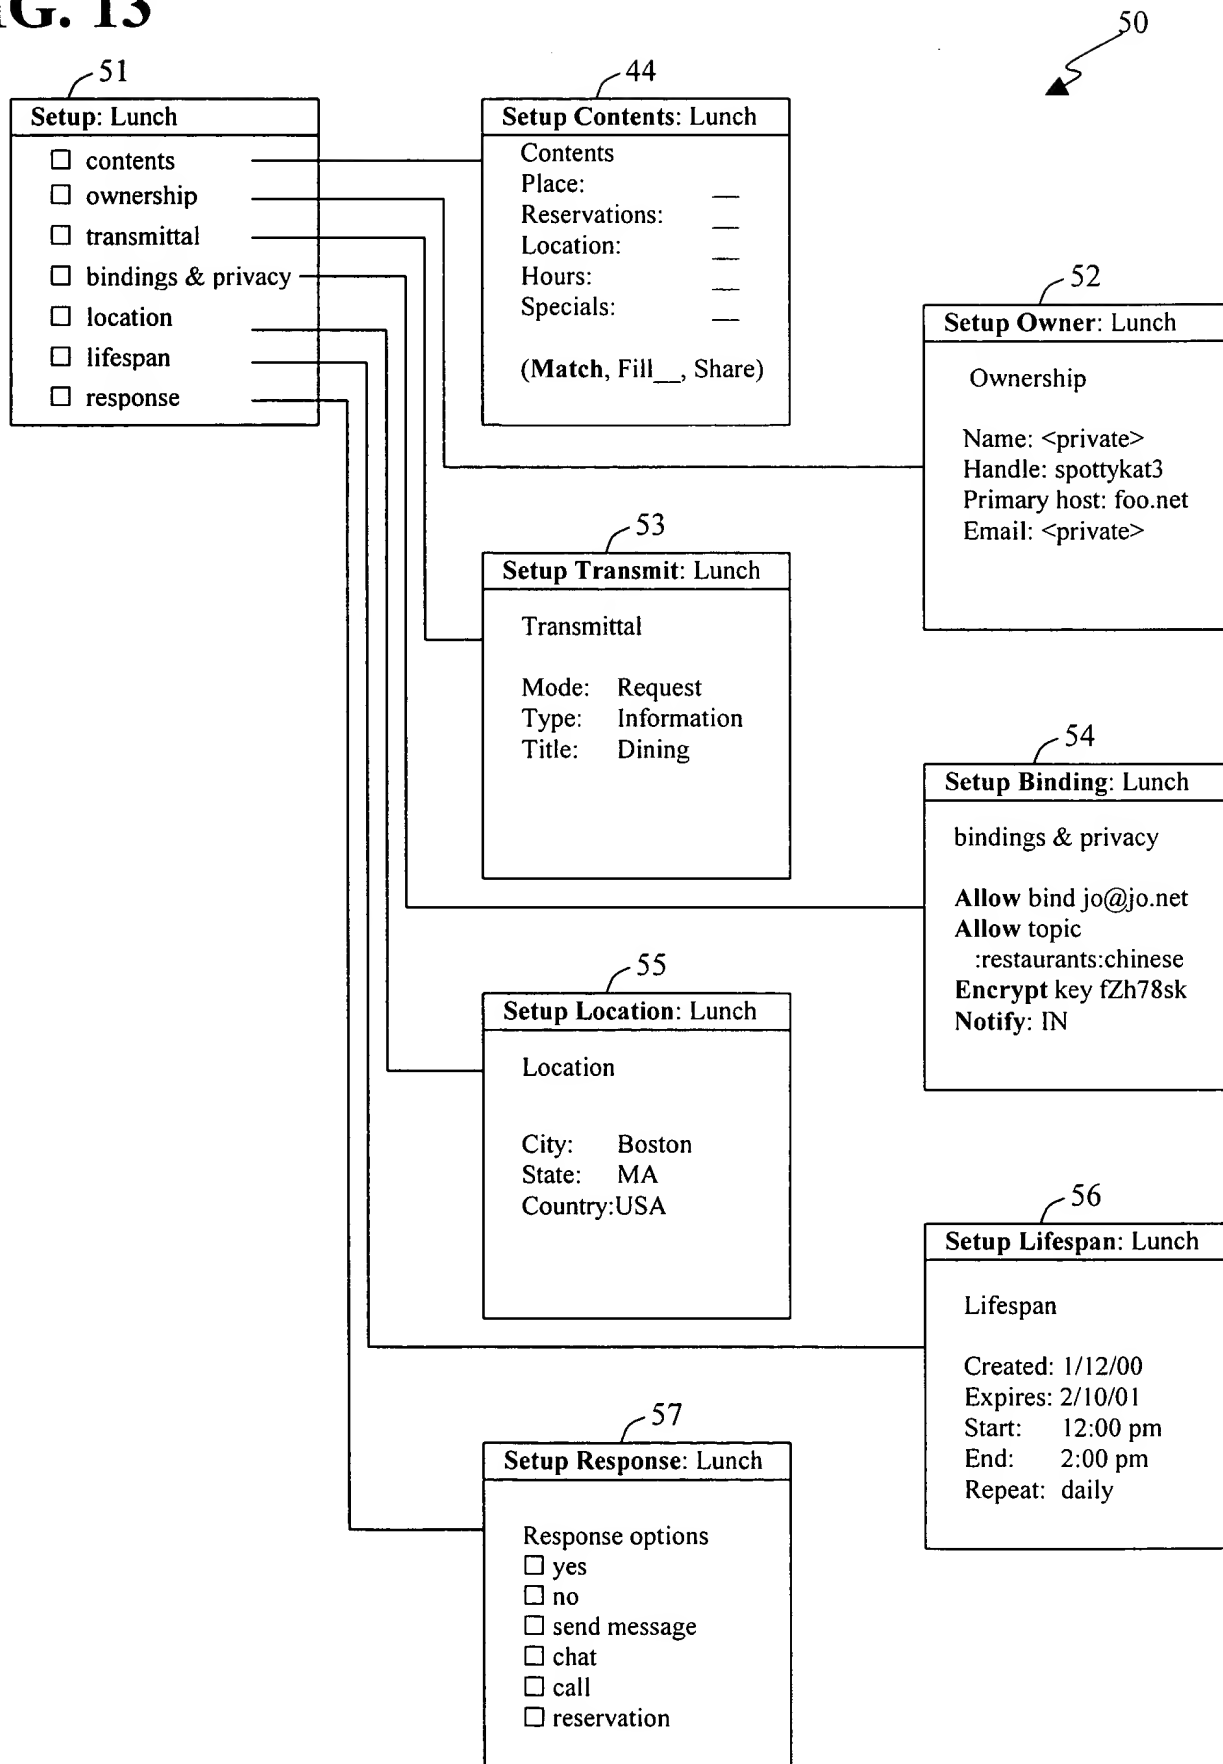 FIG. 13
50
51
Setup: Lunch
contents
ownership
transmittal
bindings & privacy
location
lifespan
response
44
Setup Contents: Lunch
Contents
Place: __
Reservations: __
Location: __
Hours: __
Specials: __
(Match, Fill__, Share)
52
Setup Owner: Lunch
Ownership
Name: <private>
Handle: spottykat3
Primary host: foo.net
Email: <private>
53
Setup Transmit: Lunch
Transmittal
Mode: Request
Type: Information
Title: Dining
54
Setup Binding: Lunch
bindings & privacy
Allow bind jo@jo.net
Allow topic
:restaurants:chinese
Encrypt key fZh78sk
Notify: IN
55
Setup Location: Lunch
Location
City: Boston
State: MA
Country:USA
56
Setup Lifespan: Lunch
Lifespan
Created: 1/12/00
Expires: 2/10/01
Start: 12:00 pm
End: 2:00 pm
Repeat: daily
57
Setup Response: Lunch
Response options
yes
no
send message
chat
call
reservation